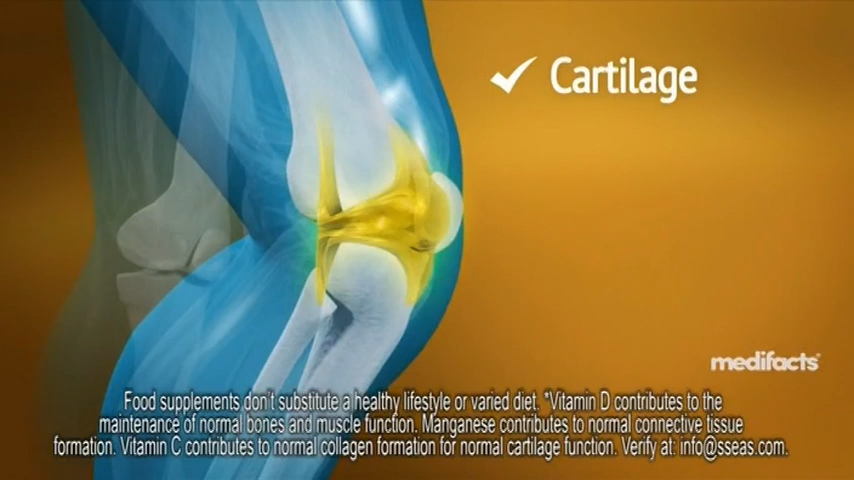 Cartilage
medifacts®
Food supplements don't substitute a healthy lifestyle or varied diet. *Vitamin D contributes to the
maintenance of normal bones and muscle function. Manganese contributes to normal connective tissue
formation. Vitamin C contributes to normal collagen formation for normal cartilage function. Verify at: info@sseas.com.